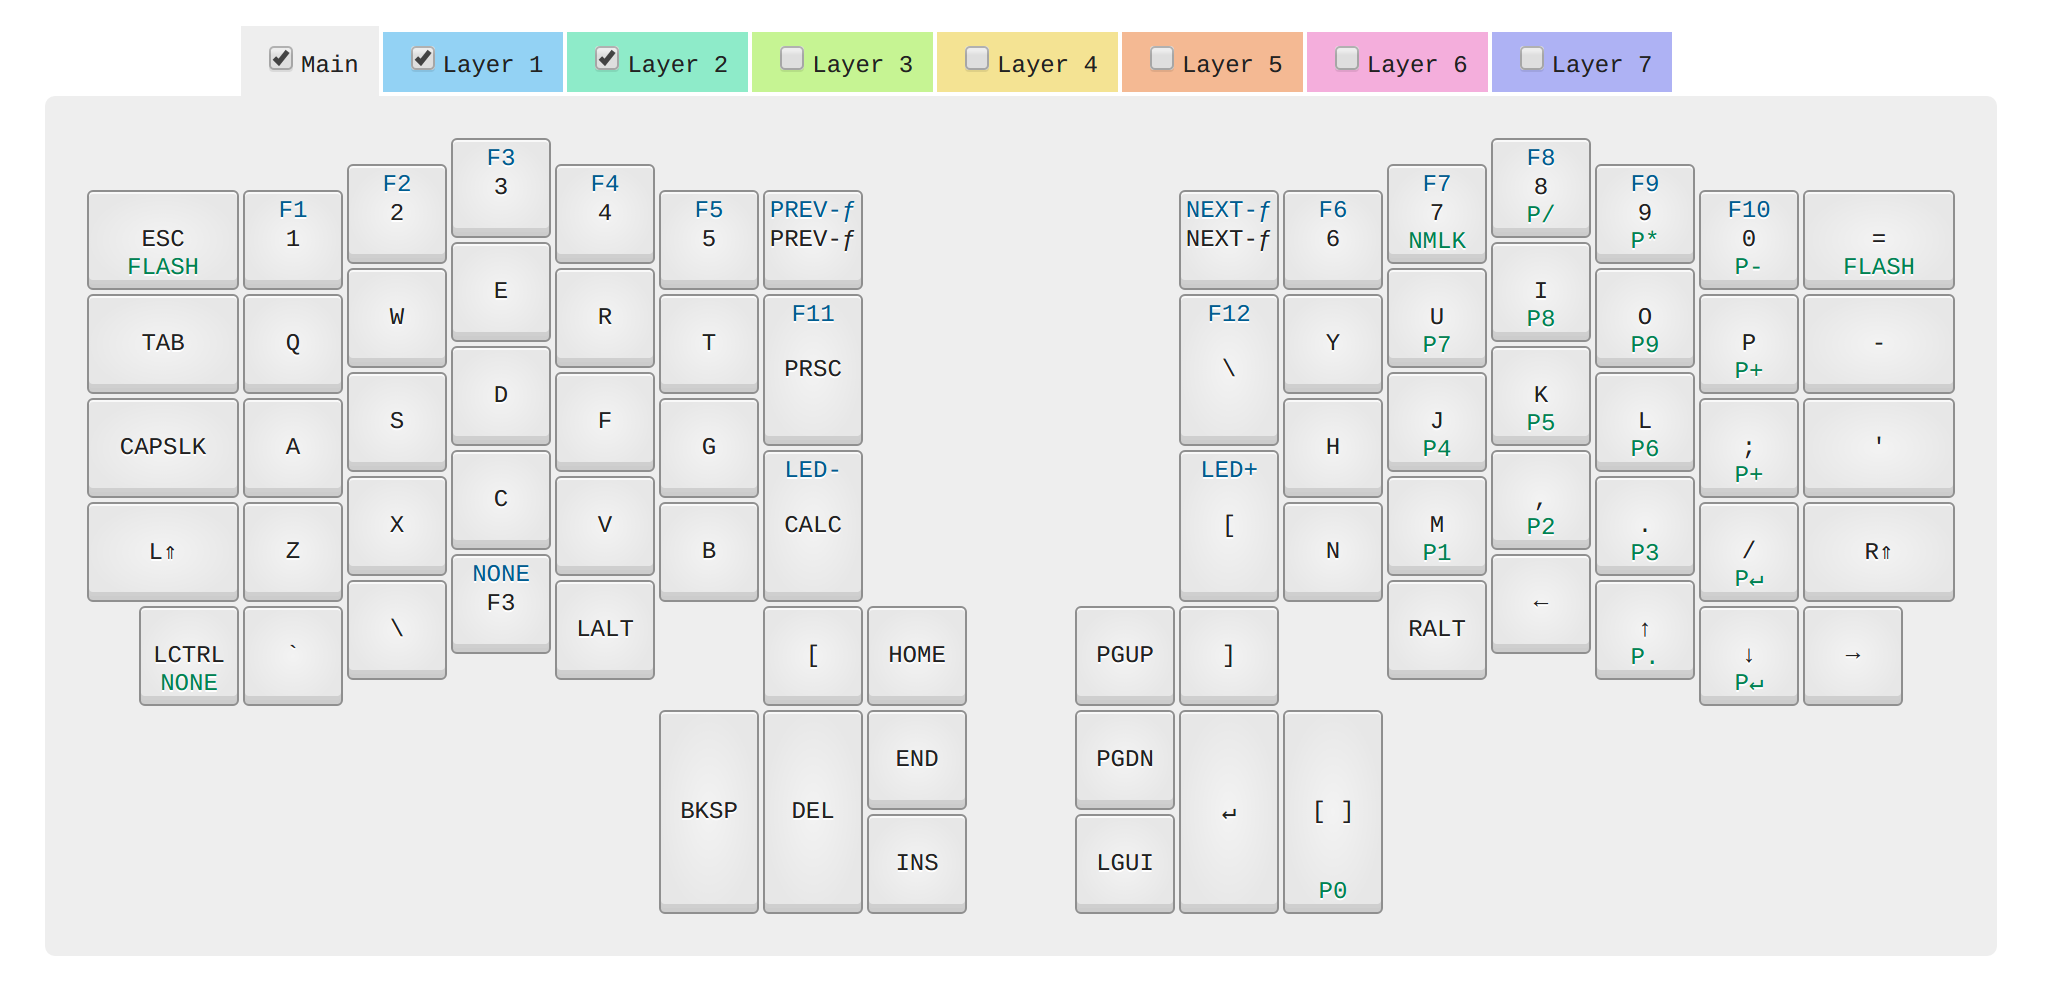 Main Layer 1 Layer 2 Layer 3 Layer 4 Layer 5 Layer 6 Layer 7
ESC
FLASH
F1
1
F2
2
F3
3
F4
4
F5
5
PREV-ƒ
PREV-ƒ
NEXT-ƒ
NEXT-ƒ
F6
6
F7
7
NMLK
F8
8
P/
F9
9
P*
F10
0
P-
=
FLASH
TAB
Q
W
E
R
T
F11
PRSC
F12
\
Y
U
P7
I
P8
O
P9
P
P+
-
CAPSLK
A
S
D
F
G
H
J
P4
K
P5
L
P6
;
P+
'
L⇑
Z
X
C
V
B
LED-
CALC
LED+
[
N
M
P1
,
P2
.
P3
/
P↵
R⇑
LCTRL
NONE
`
\
NONE
F3
LALT
[
HOME
PGUP
]
RALT
←
↑
P.
↓
P↵
→
BKSP
DEL
END
INS
PGDN
LGUI
↵
[ ]
P0